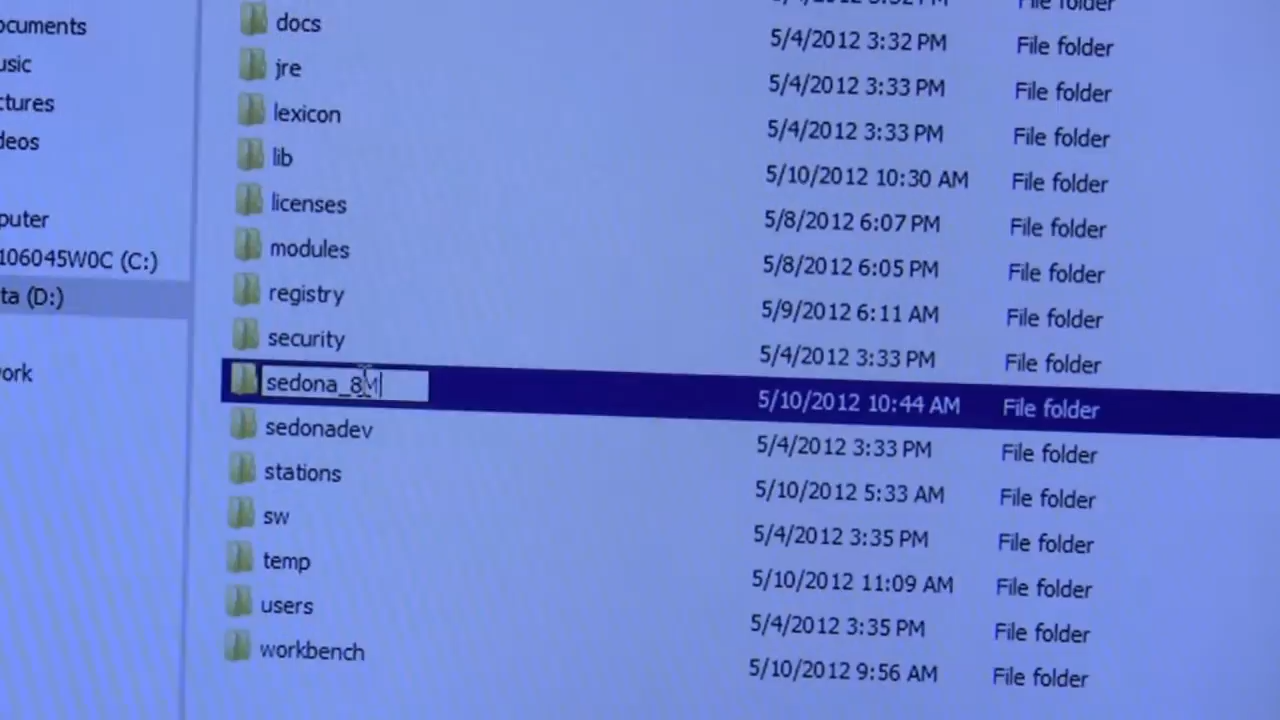 File folder
ocuments
usic
ctures
deos
puter
106045W0C (C:)
ta (D:)
ork
docs 5/4/2012 3:32 PM File folder
jre 5/4/2012 3:33 PM File folder
lexicon 5/4/2012 3:33 PM File folder
lib 5/10/2012 10:30 AM File folder
licenses 5/8/2012 6:07 PM File folder
modules 5/8/2012 6:05 PM File folder
registry 5/9/2012 6:11 AM File folder
security 5/4/2012 3:33 PM File folder
sedona_8M 5/10/2012 10:44 AM File folder
sedonadev 5/4/2012 3:33 PM File folder
stations 5/10/2012 5:33 AM File folder
sw 5/4/2012 3:35 PM File folder
temp 5/10/2012 11:09 AM File folder
users 5/4/2012 3:35 PM File folder
workbench 5/10/2012 9:56 AM File folder